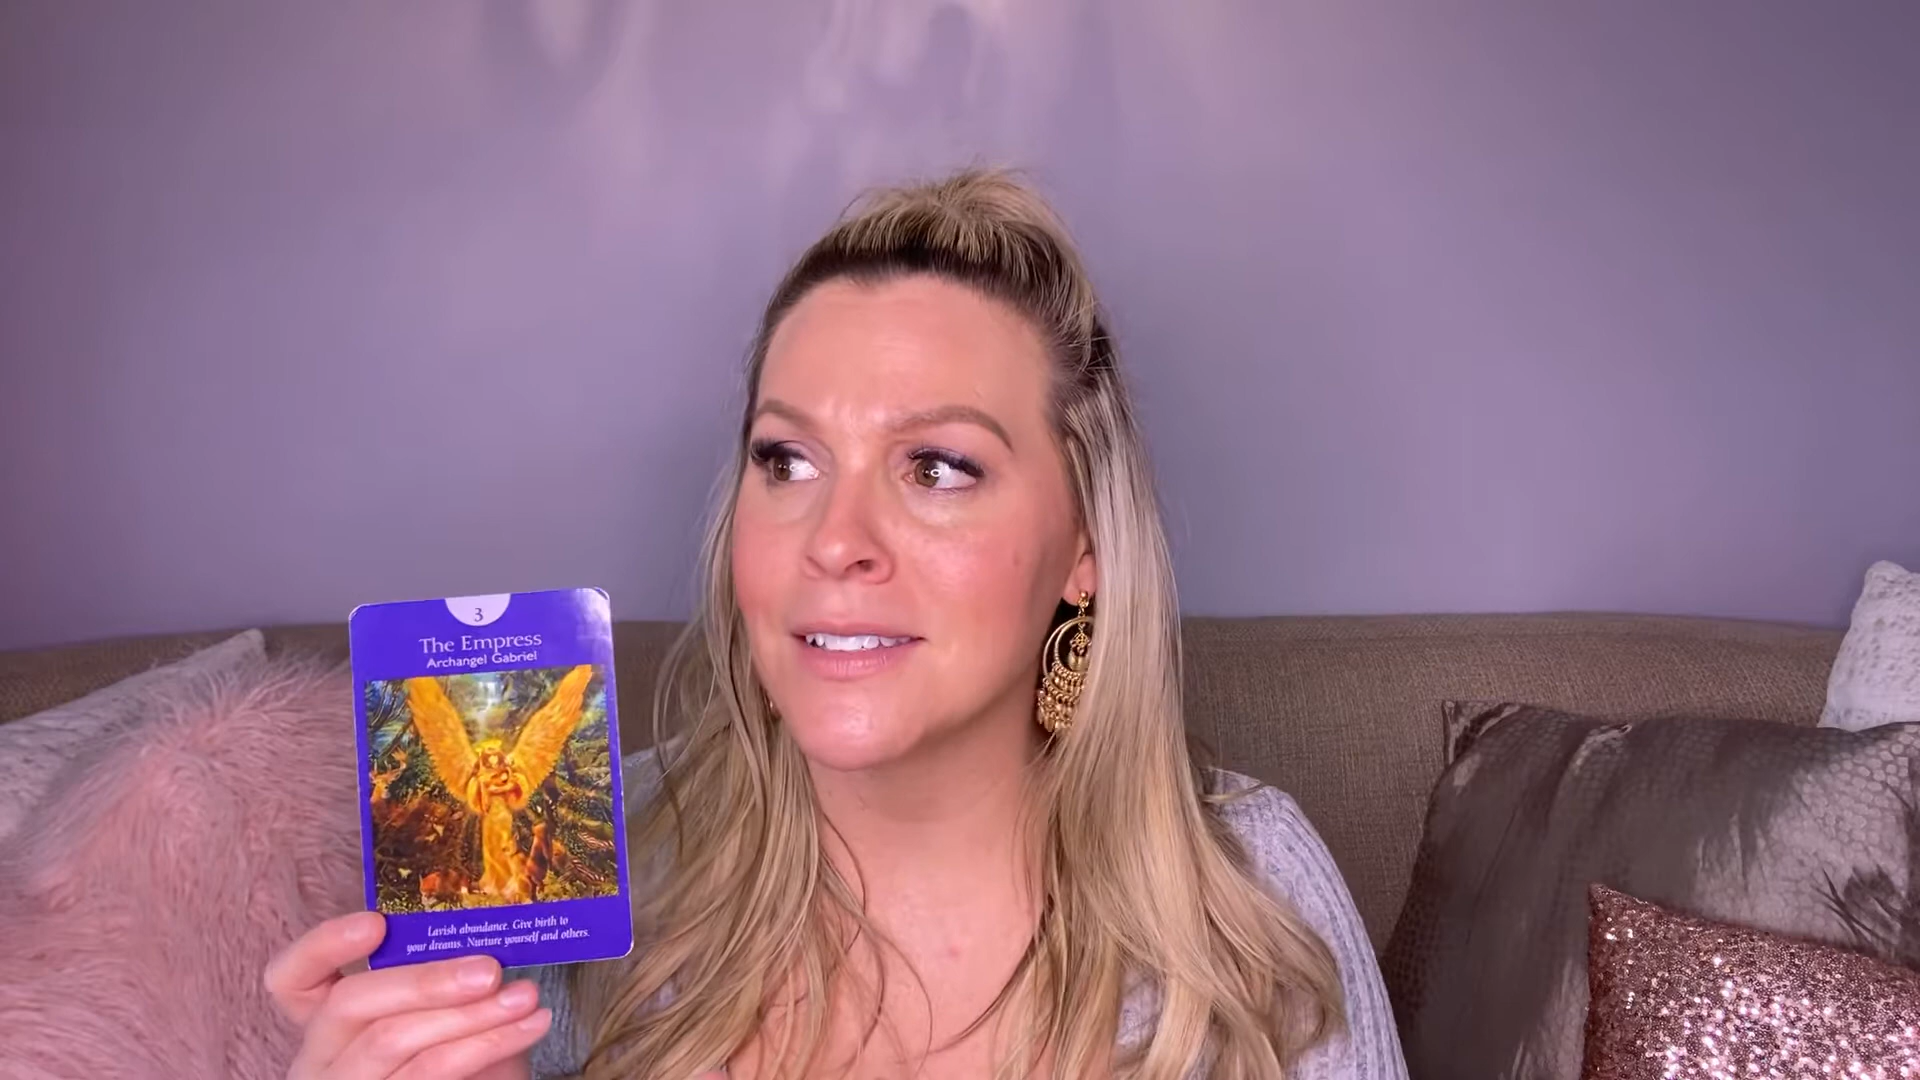 3
The Empress
Archangel Gabriel
Lavish abundance. Give birth to
your dreams. Nurture yourself and others.